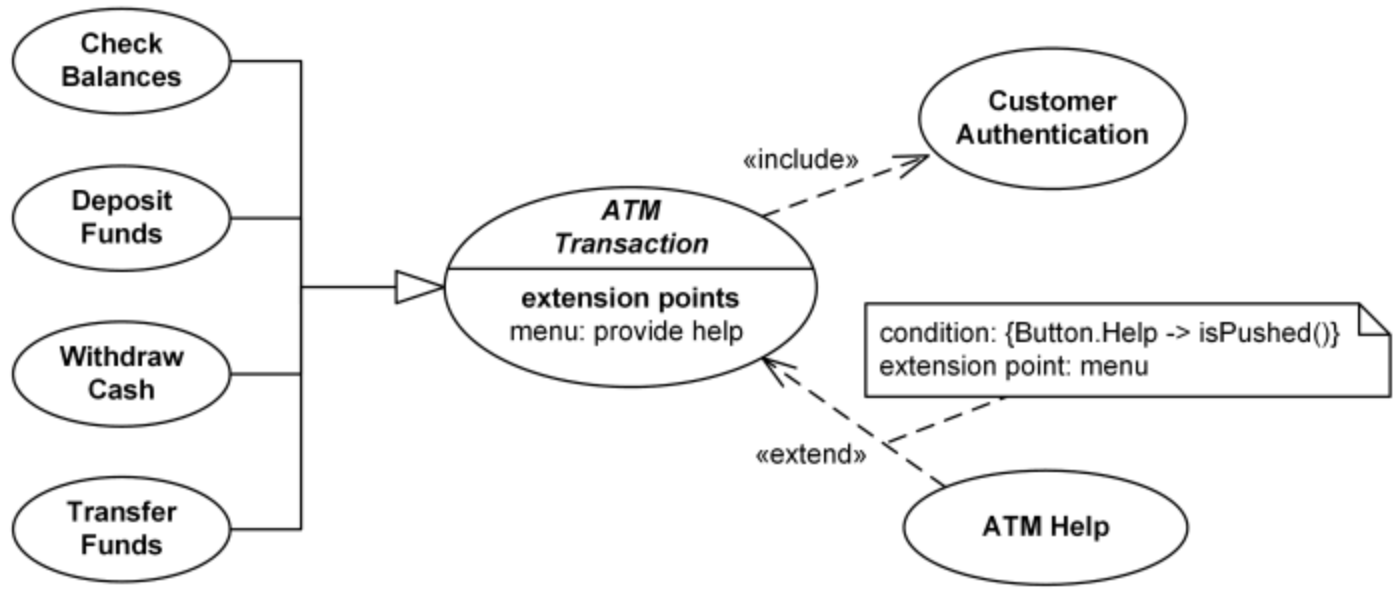 Check
Balances
Deposit
Funds
Withdraw
Cash
Transfer
Funds
ATM
Transaction
extension points
menu: provide help
«include»
Customer
Authentication
condition: {Button.Help -> isPushed()}
extension point: menu
«extend»
ATM Help